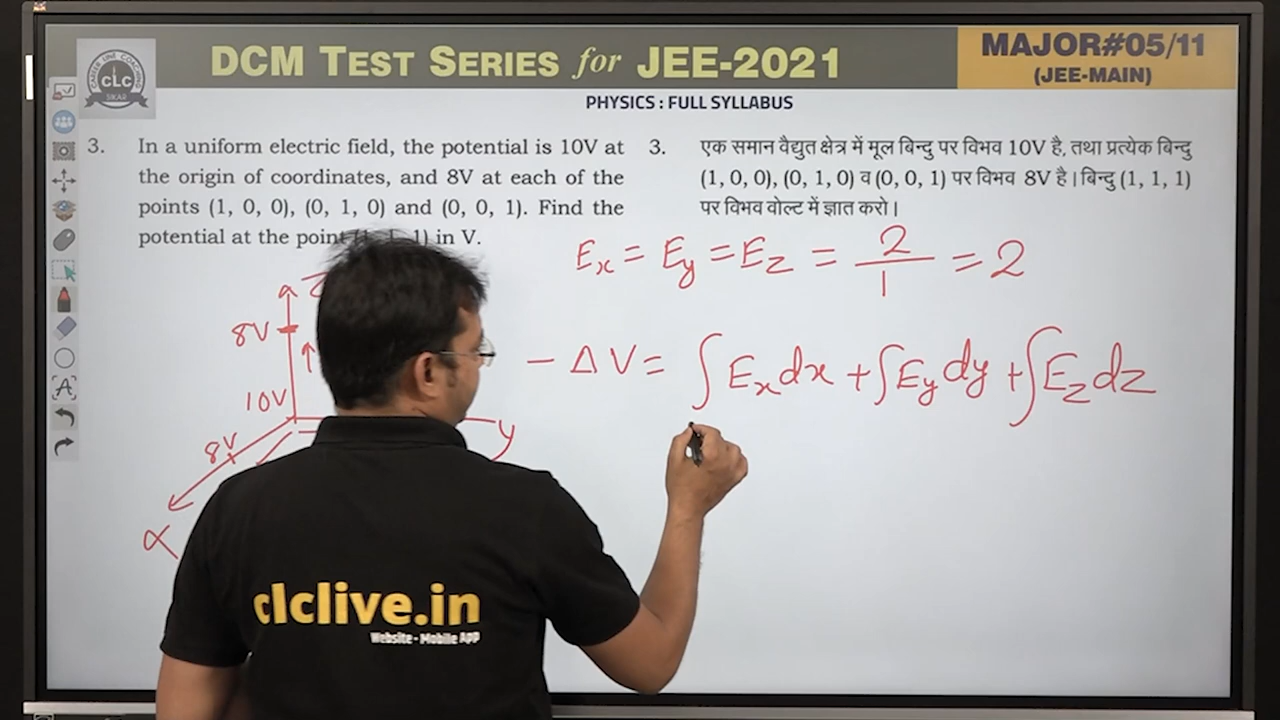 DCM TEST SERIES for JEE-2021
MAJOR#05/11
(JEE-MAIN)
CLC
SIKAR
PHYSICS : FULL SYLLABUS
3. In a uniform electric field, the potential is 10V at
the origin of coordinates, and 8V at each of the
points (1, 0, 0), (0, 1, 0) and (0, 0, 1). Find the
potential at the point 1) in V.
3. एक समान वैद्युत क्षेत्र में मूल बिन्दु पर विभव 10V है, तथा प्रत्येक बिन्दु
(1, 0, 0), (0, 1, 0) व (0, 0, 1) पर विभव 8V है। बिन्दु (1, 1, 1)
पर विभव वोल्ट में ज्ञात करो।
Ex = Ey = Ez = 2/1 = 2
- ΔV = ∫Exdx + ∫Eydy + ∫Ezdz
8V
10V
8V
y
x
clclive.in
Website - Mobile APP